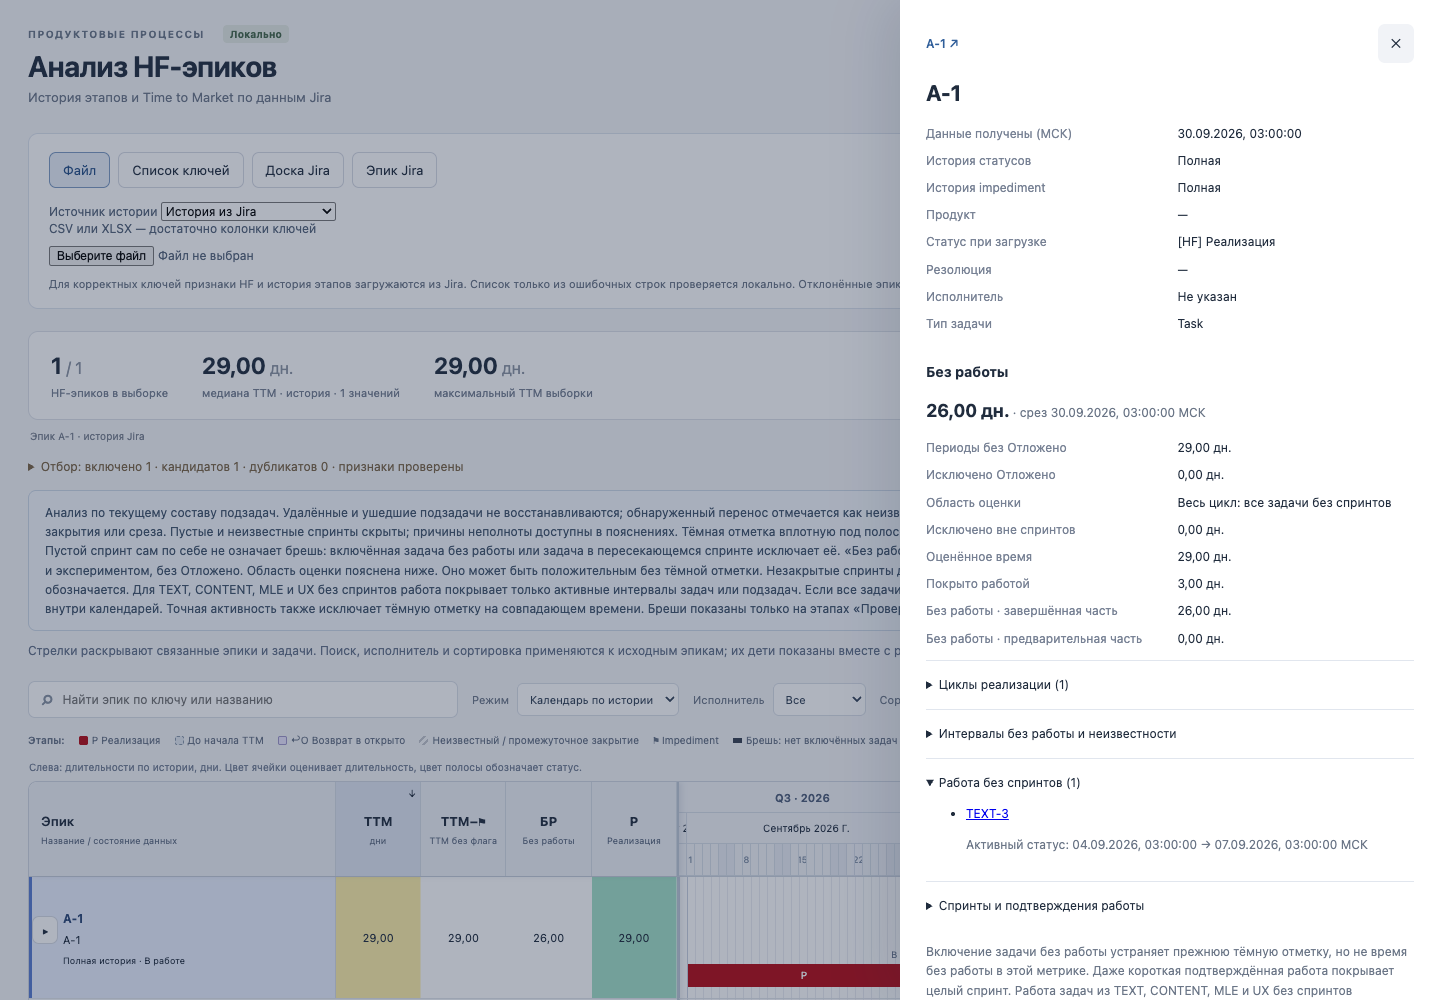 ПРОДУКТОВЫЕ ПРОЦЕССЫ Локально
Анализ HF-эпиков
История этапов и Time to Market по данным Jira
Файл Список ключей Доска Jira Эпик Jira
Источник истории История из Jira
CSV или XLSX — достаточно колонки ключей
Выберите файл Файл не выбран
Для корректных ключей признаки HF и история этапов загружаются из Jira. Список только из ошибочных строк проверяется локально. Отклонённые эпик
1 / 1
HF-эпиков в выборке
29,00 дн.
медиана TTM · история · 1 значений
29,00 дн.
максимальный TTM выборки
Эпик A-1 · история Jira
Отбор: включено 1 · кандидатов 1 · дубликатов 0 · признаки проверены
Анализ по текущему составу подзадач. Удалённые и ушедшие подзадачи не восстанавливаются; обнаруженный перенос отмечается как неизв
закрытия или среза. Пустые и неизвестные спринты скрыты; причины неполноты доступны в пояснениях. Тёмная отметка вплотную под полос
Пустой спринт сам по себе не означает брешь: включённая задача без работы или задача в пересекающемся спринте исключает её. «Без рабо
и экспериментом, без Отложено. Область оценки пояснена ниже. Оно может быть положительным без тёмной отметки. Незакрытые спринты д
обозначается. Для TEXT, CONTENT, MLE и UX без спринтов работа покрывает только активные интервалы задач или подзадач. Если все задачи
внутри календарей. Точная активность также исключает тёмную отметку на совпадающем времени. Бреши показаны только на этапах «Провер
Стрелки раскрывают связанные эпики и задачи. Поиск, исполнитель и сортировка применяются к исходным эпикам; их дети показаны вместе с р
Найти эпик по ключу или названию Режим Календарь по истории Исполнитель Все Сор
Этапы: Р Реализация До начала TTM ↩О Возврат в открыто Неизвестный / промежуточное закрытие ⚑ Impediment Брешь: нет включённых задач
Слева: длительности по истории, дни. Цвет ячейки оценивает длительность, цвет полосы обозначает статус.
↓ Q3 · 2026
Эпик TTM TTM−⚑ БР Р Сентябрь 2026 Г.
Название / состояние данных дни TTM без флага Без работы Реализация
1 8 15 22
A-1
A-1 29,00 29,00 26,00 29,00
Полная история · В работе
В
Р
A-1 ↗ ×
A-1
Данные получены (МСК) 30.09.2026, 03:00:00
История статусов Полная
История impediment Полная
Продукт —
Статус при загрузке [HF] Реализация
Резолюция —
Исполнитель Не указан
Тип задачи Task
Без работы
26,00 дн. · срез 30.09.2026, 03:00:00 МСК
Периоды без Отложено 29,00 дн.
Исключено Отложено 0,00 дн.
Область оценки Весь цикл: все задачи без спринтов
Исключено вне спринтов 0,00 дн.
Оценённое время 29,00 дн.
Покрыто работой 3,00 дн.
Без работы · завершённая часть 26,00 дн.
Без работы · предварительная часть 0,00 дн.
Циклы реализации (1)
Интервалы без работы и неизвестности
Работа без спринтов (1)
TEXT-3
Активный статус: 04.09.2026, 03:00:00 → 07.09.2026, 03:00:00 МСК
Спринты и подтверждения работы
Включение задачи без работы устраняет прежнюю тёмную отметку, но не время
без работы в этой метрике. Даже короткая подтверждённая работа покрывает
целый спринт. Работа задач из TEXT, CONTENT, MLE и UX без спринтов